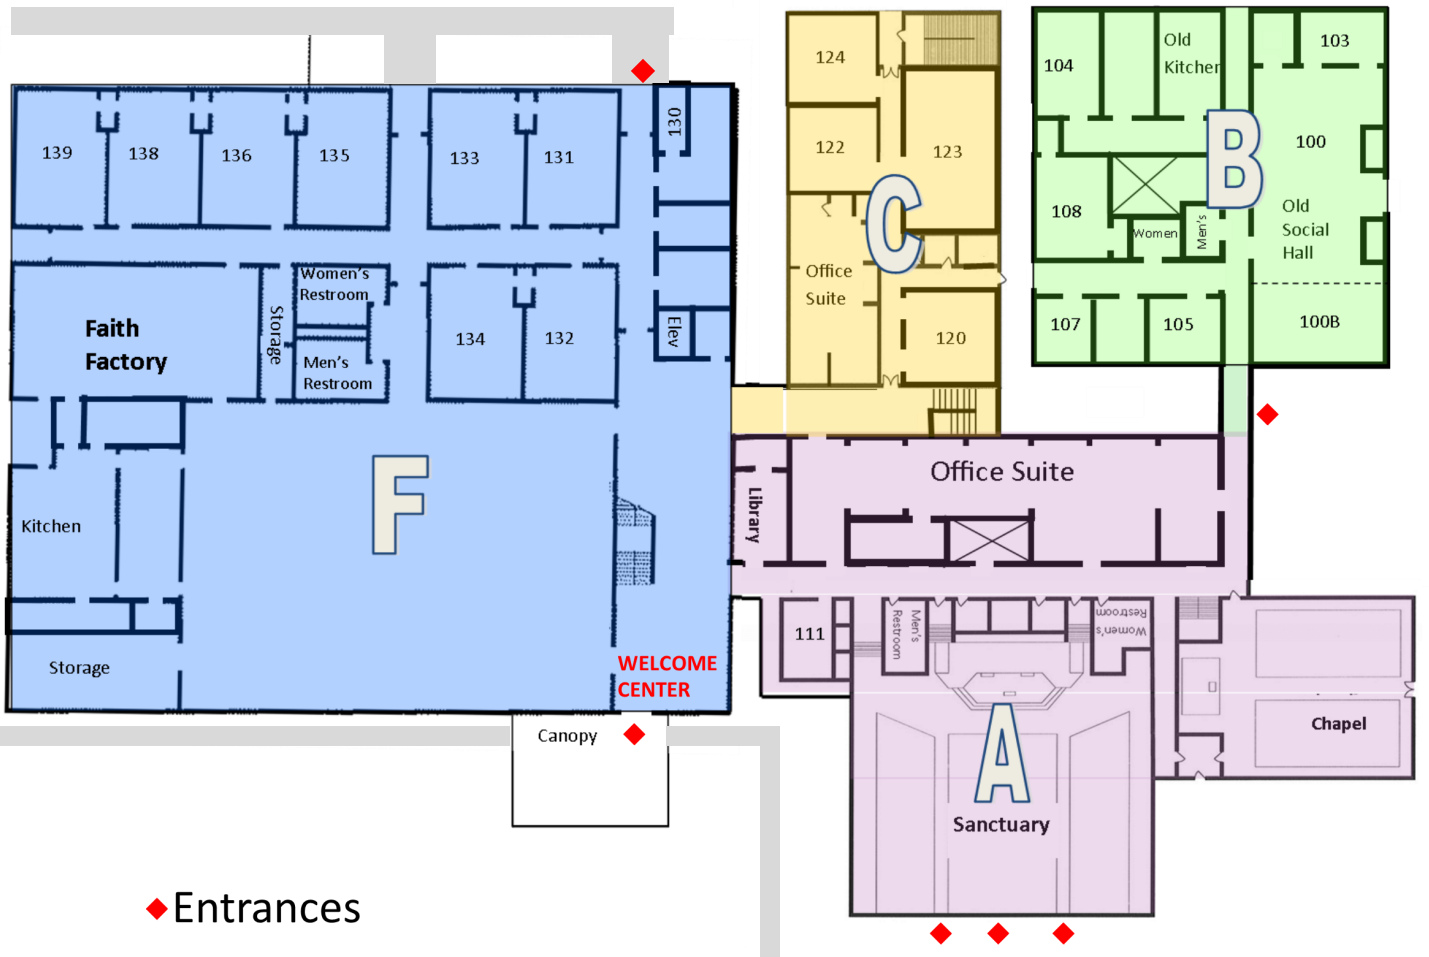 124
122
123
Office
Suite
120
C
104
Old
Kitchen
103
100
B
108
Women
Men's
Old
Social
Hall
107
105
100B
139
138
136
135
133
131
130
Women's
Restroom
Storage
Men's
Restroom
134
132
Elev
Faith
Factory
F
Kitchen
Storage
WELCOME
CENTER
Canopy
Library
Office Suite
111
Men's
Restroom
Women's
Restroom
A
Sanctuary
Chapel
Entrances